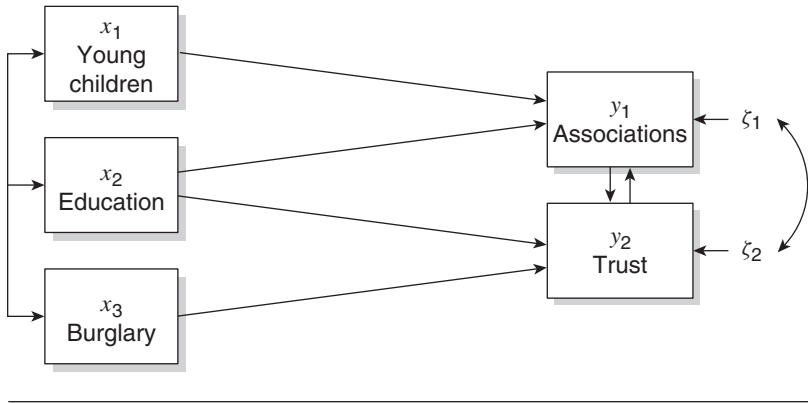 x1
Young
children
x2
Education
x3
Burglary
y1
Associations
y2
Trust
ζ1
ζ2